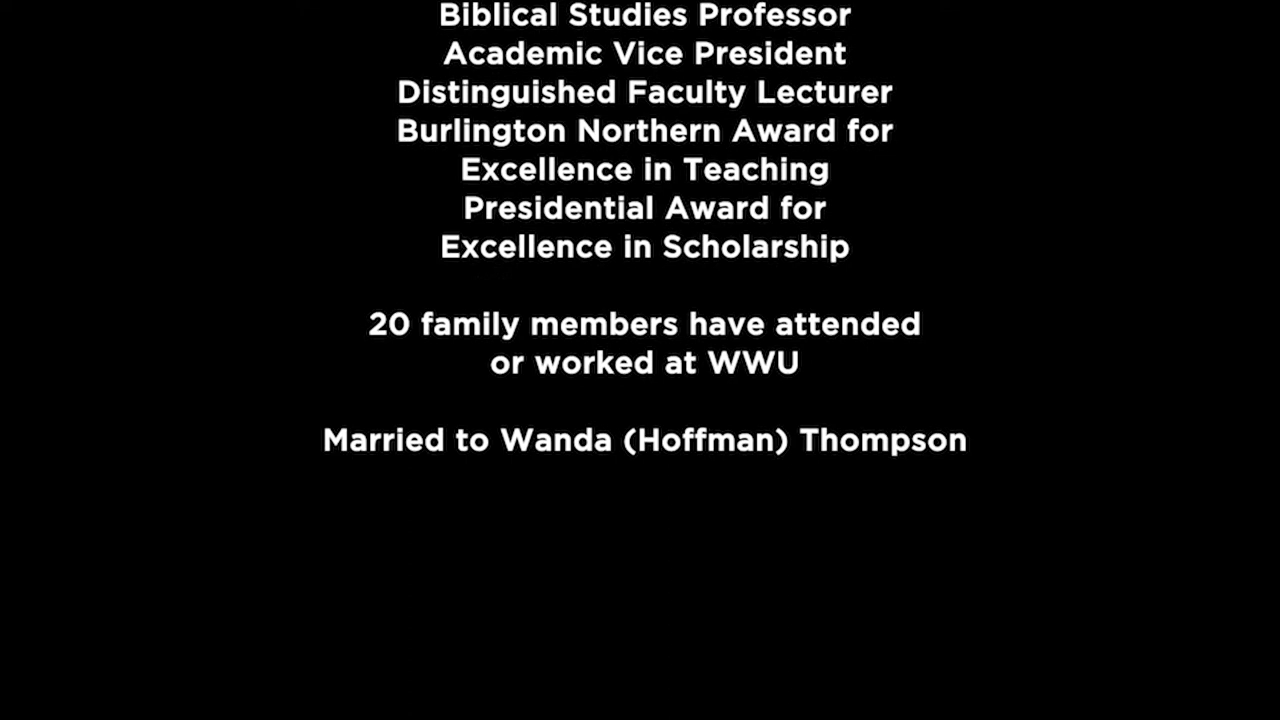 Biblical Studies Professor
Academic Vice President
Distinguished Faculty Lecturer
Burlington Northern Award for
Excellence in Teaching
Presidential Award for
Excellence in Scholarship
20 family members have attended
or worked at WWU
Married to Wanda (Hoffman) Thompson